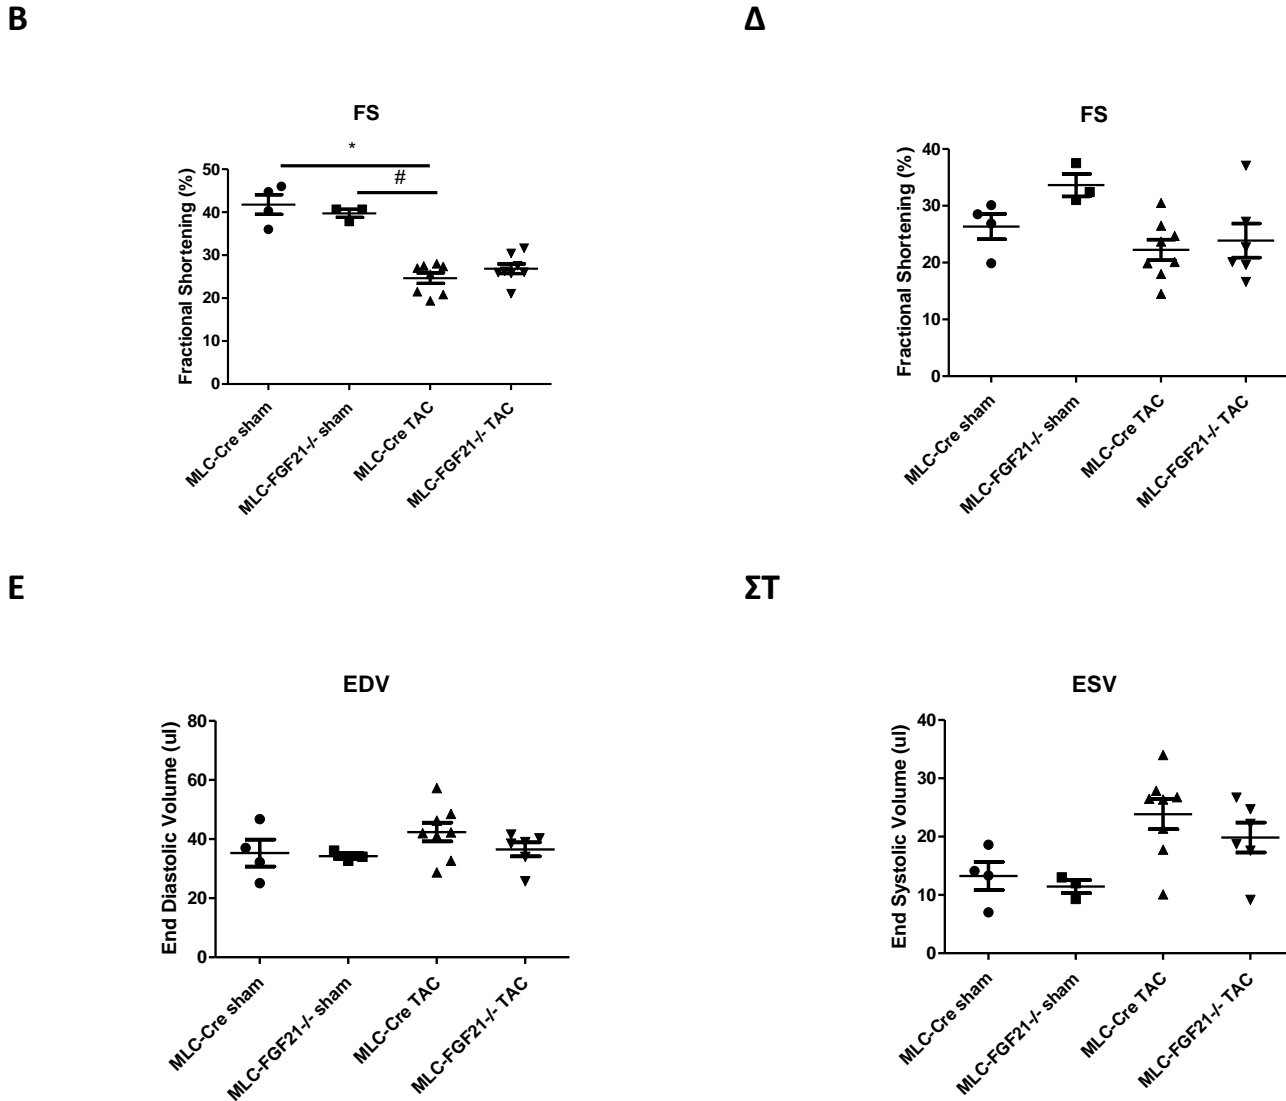 B
Δ
FS
*
#
Fractional Shortening (%)
50
40
30
20
10
0
MLC-Cre sham
MLC-FGF21-/- sham
MLC-Cre TAC
MLC-FGF21-/- TAC
FS
Fractional Shortening (%)
40
30
20
10
0
MLC-Cre sham
MLC-FGF21-/- sham
MLC-Cre TAC
MLC-FGF21-/- TAC
E
ΣΤ
EDV
End Diastolic Volume (ul)
80
60
40
20
0
MLC-Cre sham
MLC-FGF21-/- sham
MLC-Cre TAC
MLC-FGF21-/- TAC
ESV
End Systolic Volume (ul)
40
30
20
10
0
MLC-Cre sham
MLC-FGF21-/- sham
MLC-Cre TAC
MLC-FGF21-/- TAC